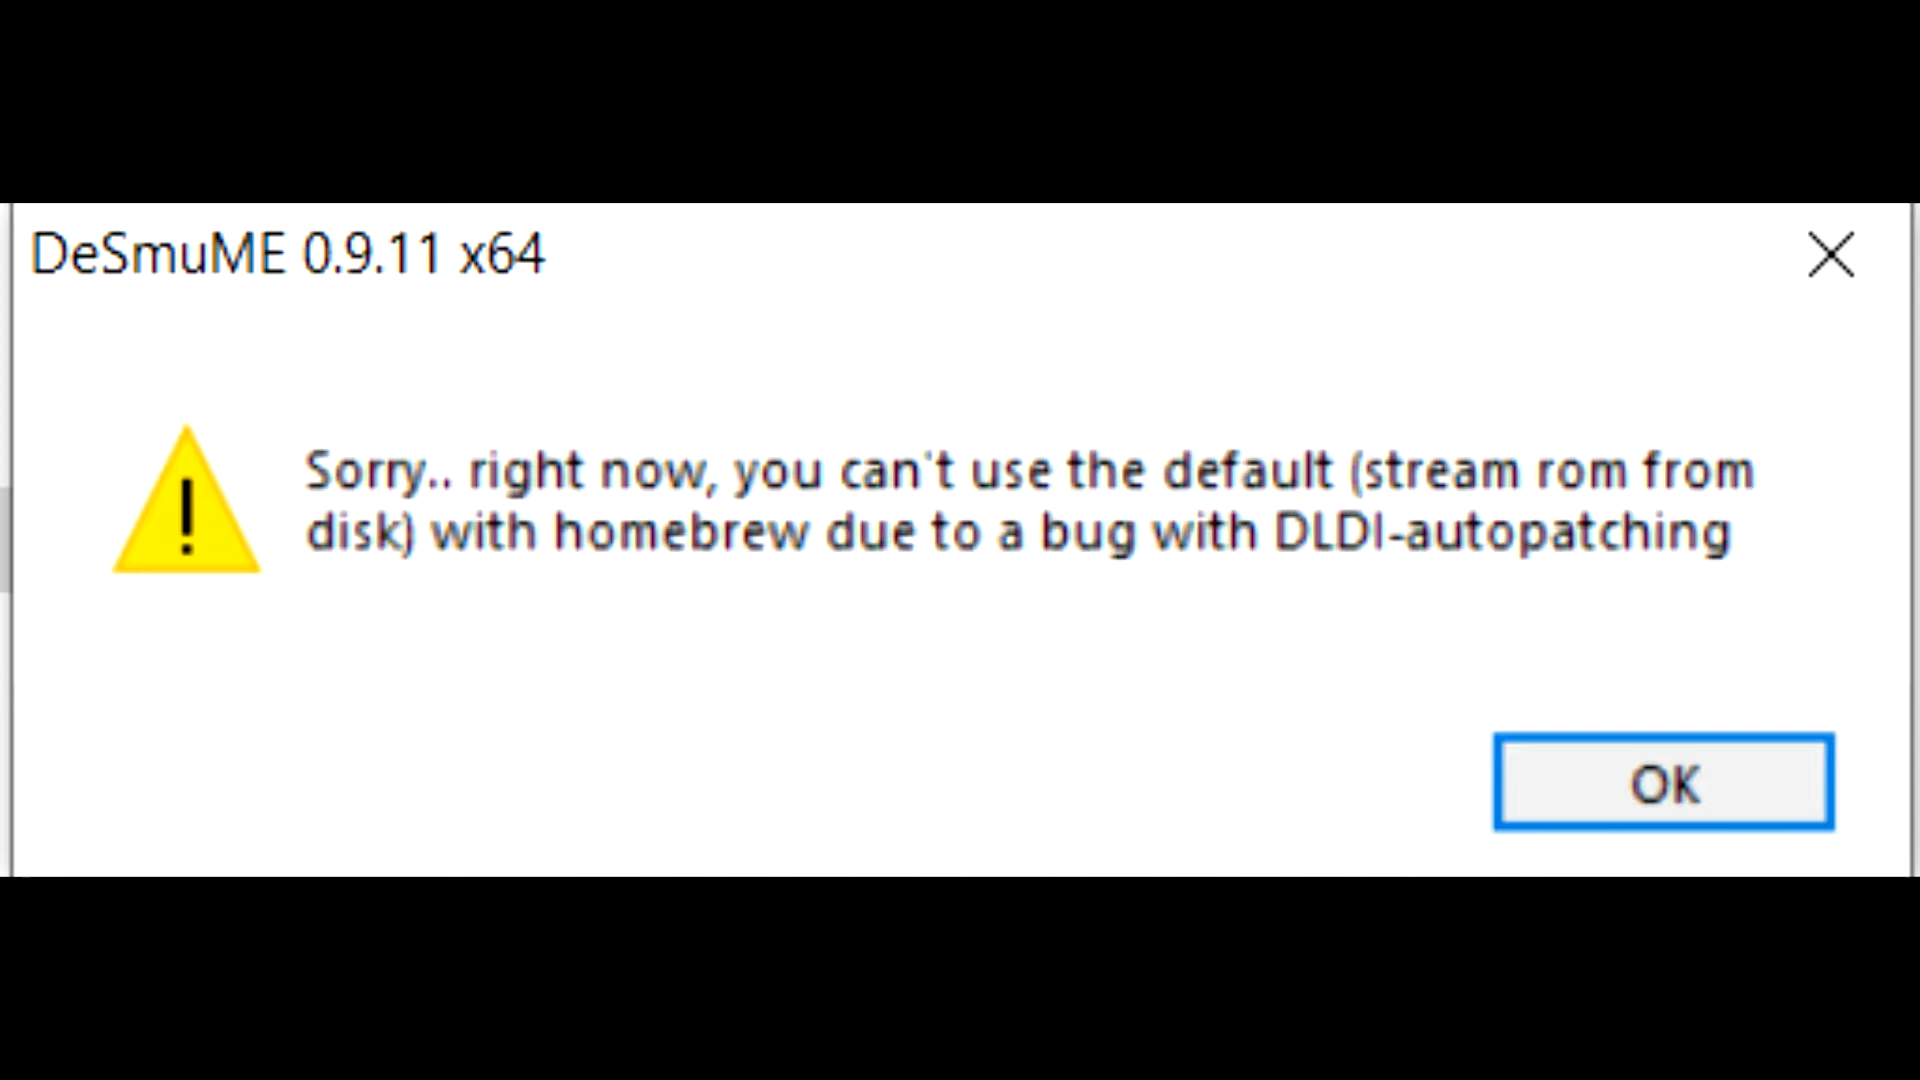 DeSmuME 0.9.11 x64
Sorry.. right now, you can't use the default (stream rom from
disk) with homebrew due to a bug with DLDI-autopatching
OK